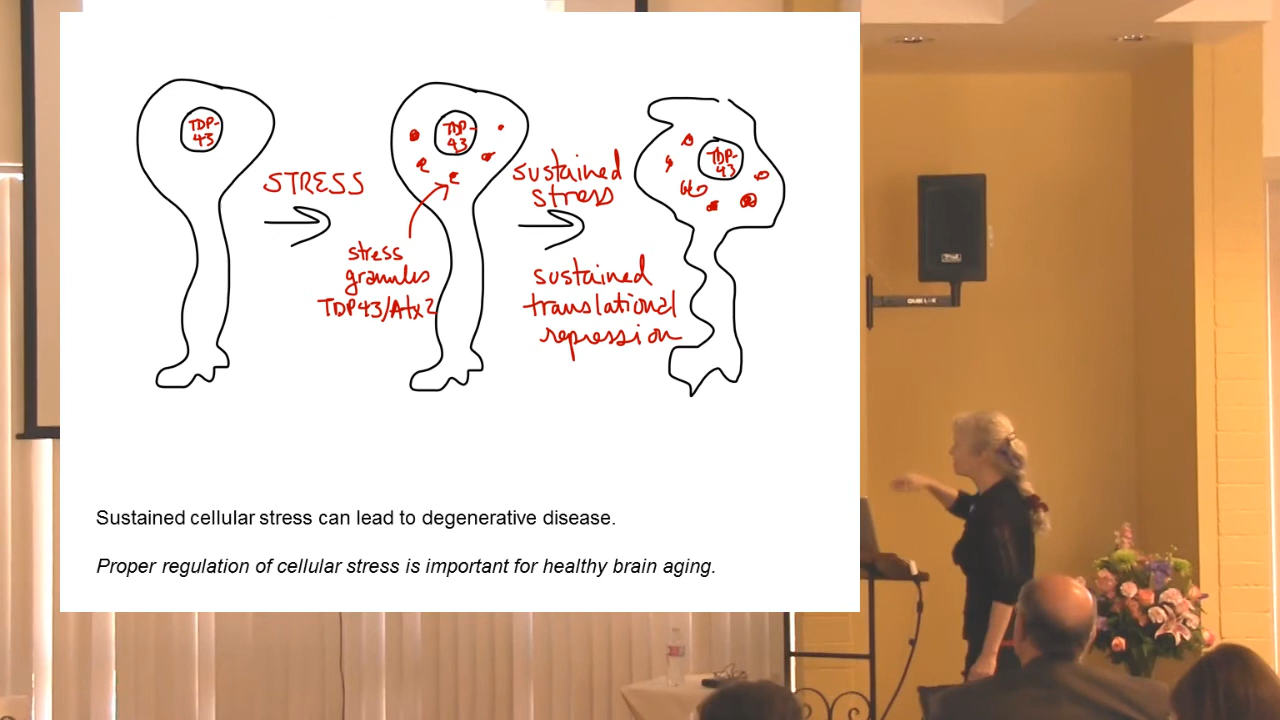 TDP-
43
STRESS
TDP-
43
stress
granules
TDP43/Atx2
sustained
stress
sustained
translational
repression
TDP-
43
Sustained cellular stress can lead to degenerative disease.
Proper regulation of cellular stress is important for healthy brain aging.